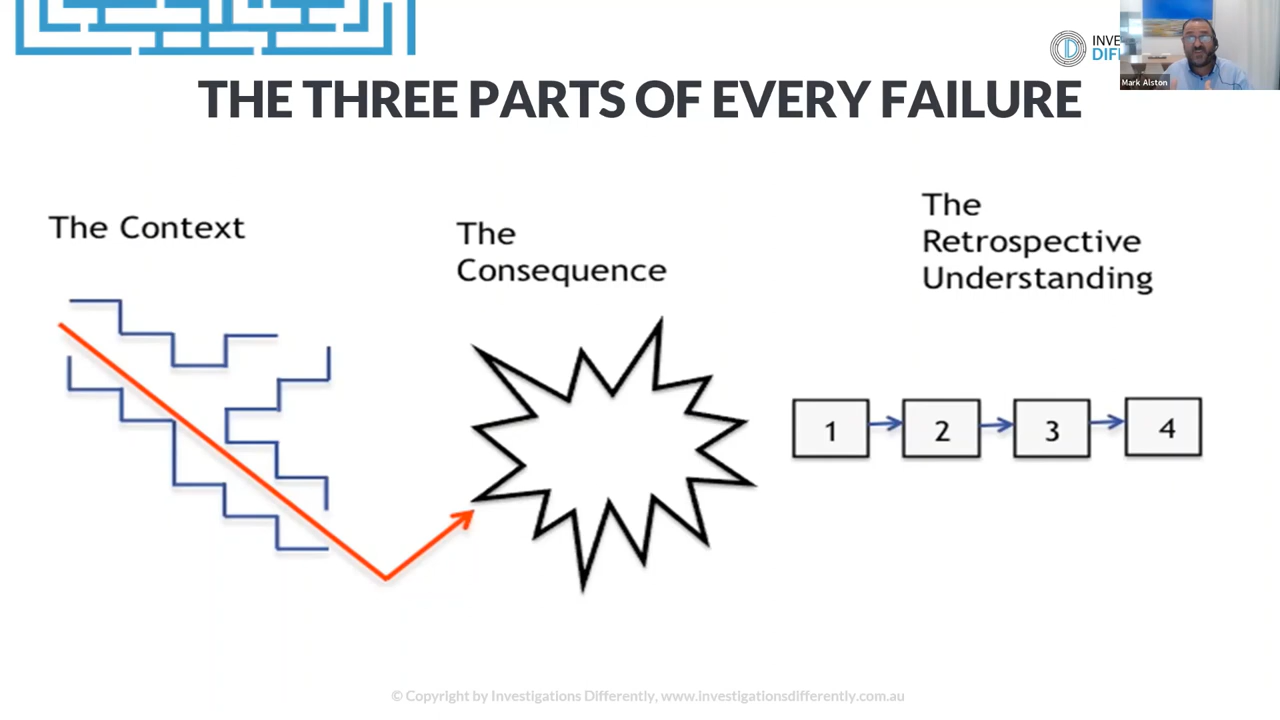 THE THREE PARTS OF EVERY FAILURE
Mark Alston
The Context
The
Consequence
The
Retrospective
Understanding
1
2
3
4
© Copyright by Investigations Differently, www.investigationsdifferently.com.au